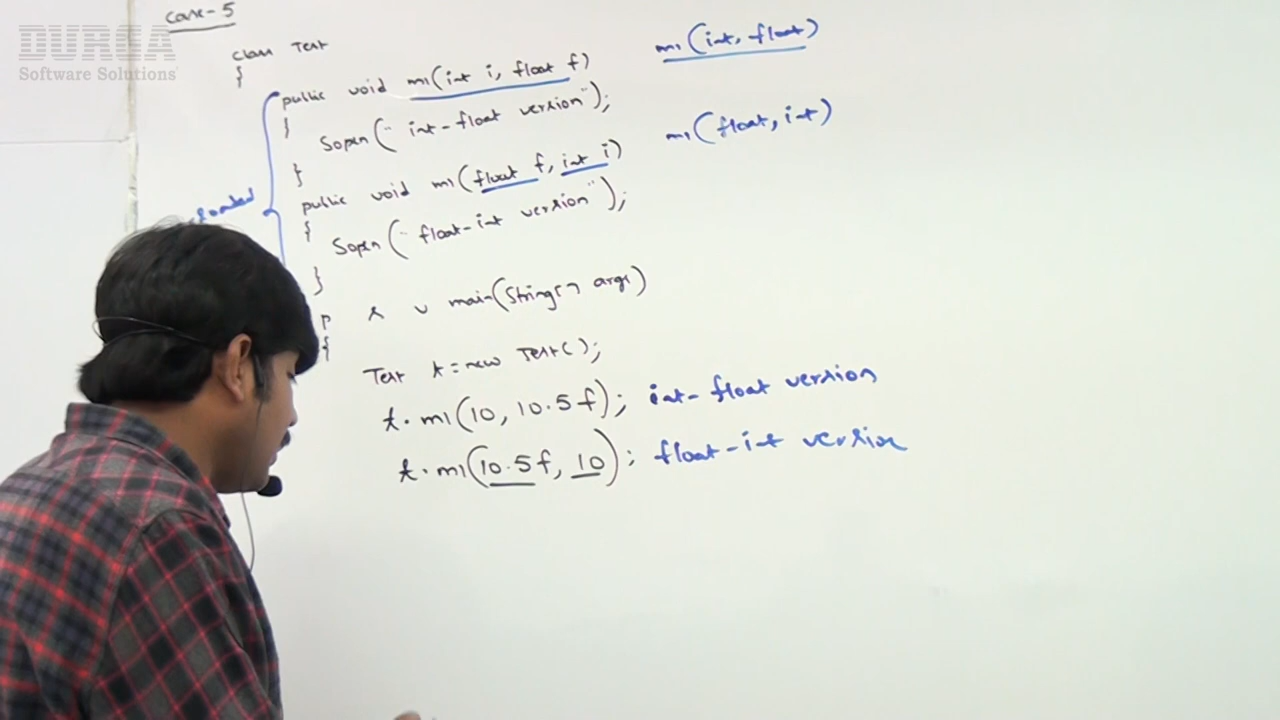 DURGA
Software Solutions
Case-5
class Test
{
public void m1(int i, float f)
{
Sopln("int-float version");
}
public void m1(float f, int i)
{
Sopln("float-int version");
}
p s v main(String[] args)
{
Test t=new Test();
t.m1(10, 10.5f); int-float version
t.m1(10.5f, 10); float-int version
m1(int, float)
m1(float, int)